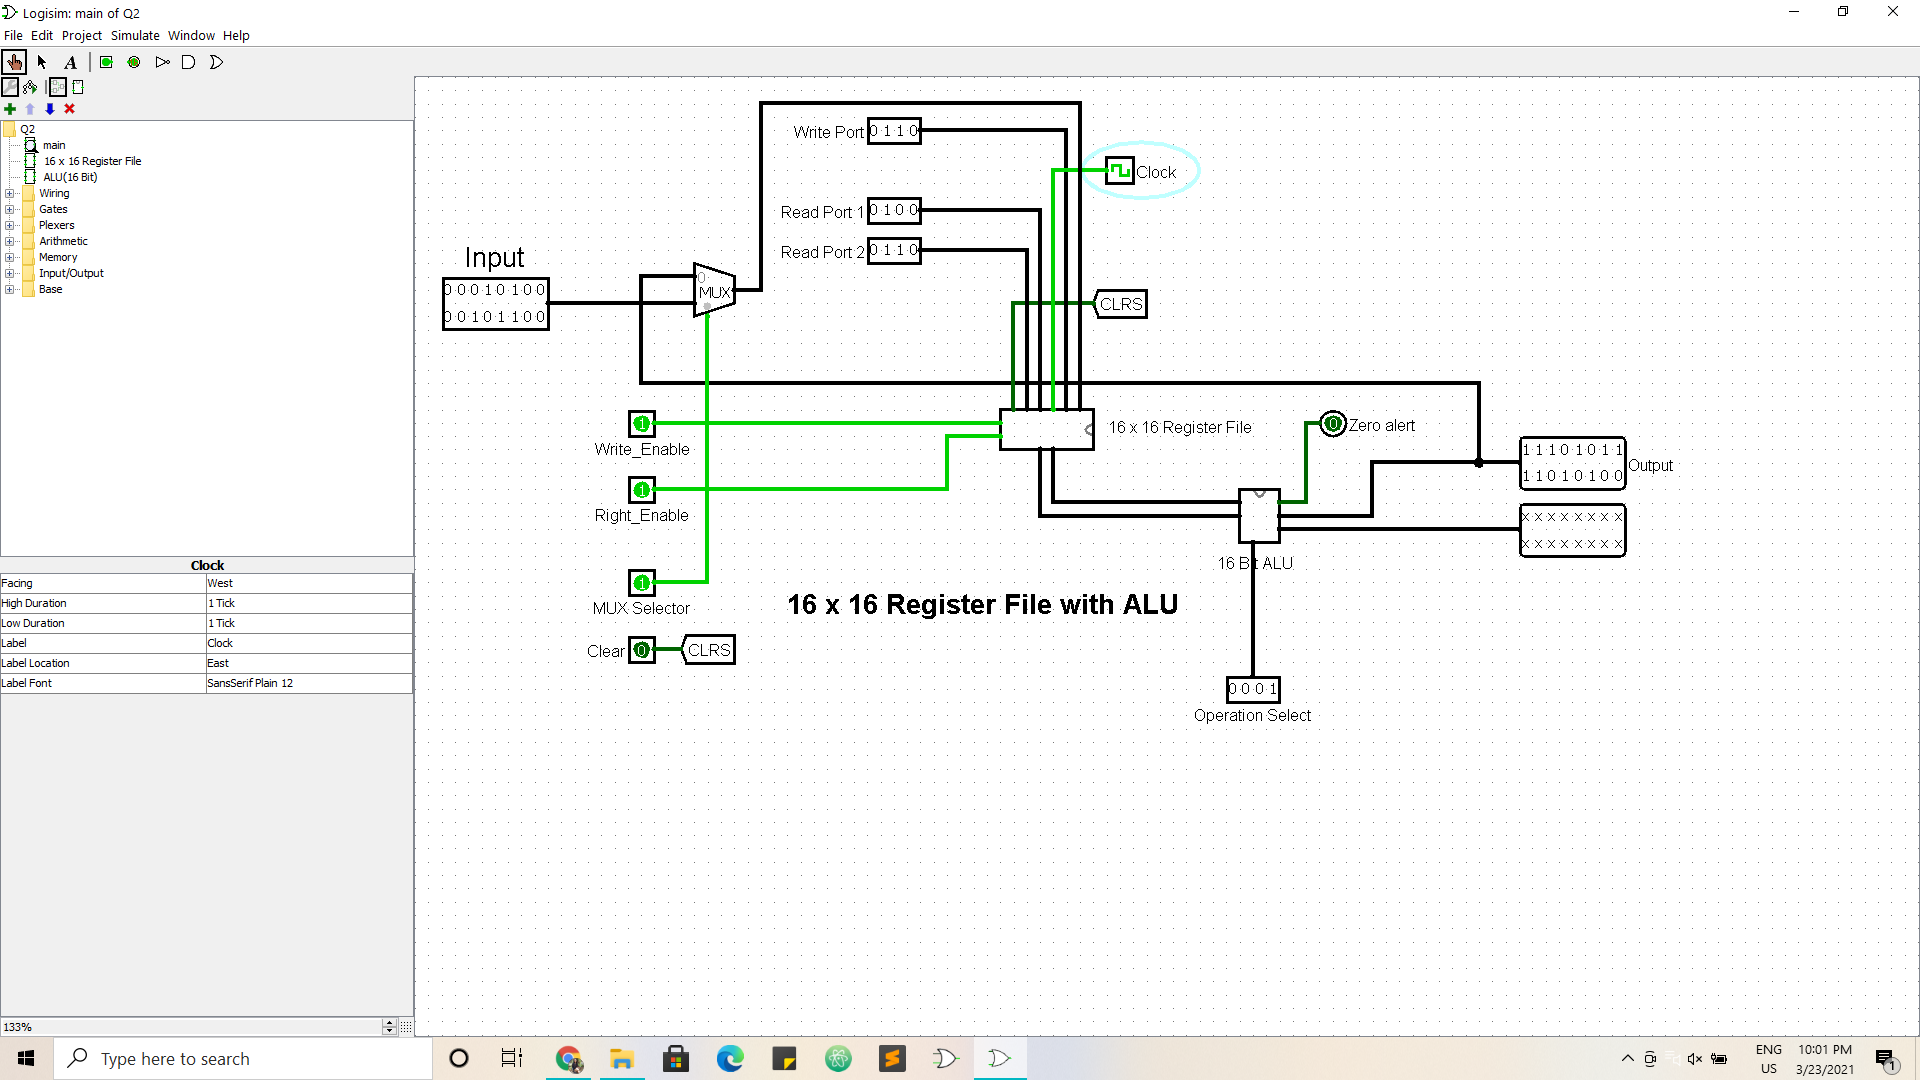 Logisim: main of Q2
File Edit Project Simulate Window Help
A
Q2
main
16 x 16 Register File
ALU(16 Bit)
Wiring
Gates
Plexers
Arithmetic
Memory
Input/Output
Base
Clock
Facing West
High Duration 1 Tick
Low Duration 1 Tick
Label Clock
Label Location East
Label Font SansSerif Plain 12
133%
Write Port 0 1 1 0
Clock
Read Port 1 0 1 0 0
Read Port 2 0 1 1 0
Input
0 0 0 1 0 1 0 0
0 0 1 0 1 1 0 0
0
MUX
CLRS
1
Write_Enable
16 x 16 Register File
0 Zero alert
1 1 1 0 1 0 1 1
1 1 0 1 0 1 0 0
Output
1
Right_Enable
x x x x x x x x
x x x x x x x x
16 Bit ALU
1
MUX Selector
16 x 16 Register File with ALU
Clear 0 CLRS
0 0 0 1
Operation Select
Type here to search
ENG
US
10:01 PM
3/23/2021
1